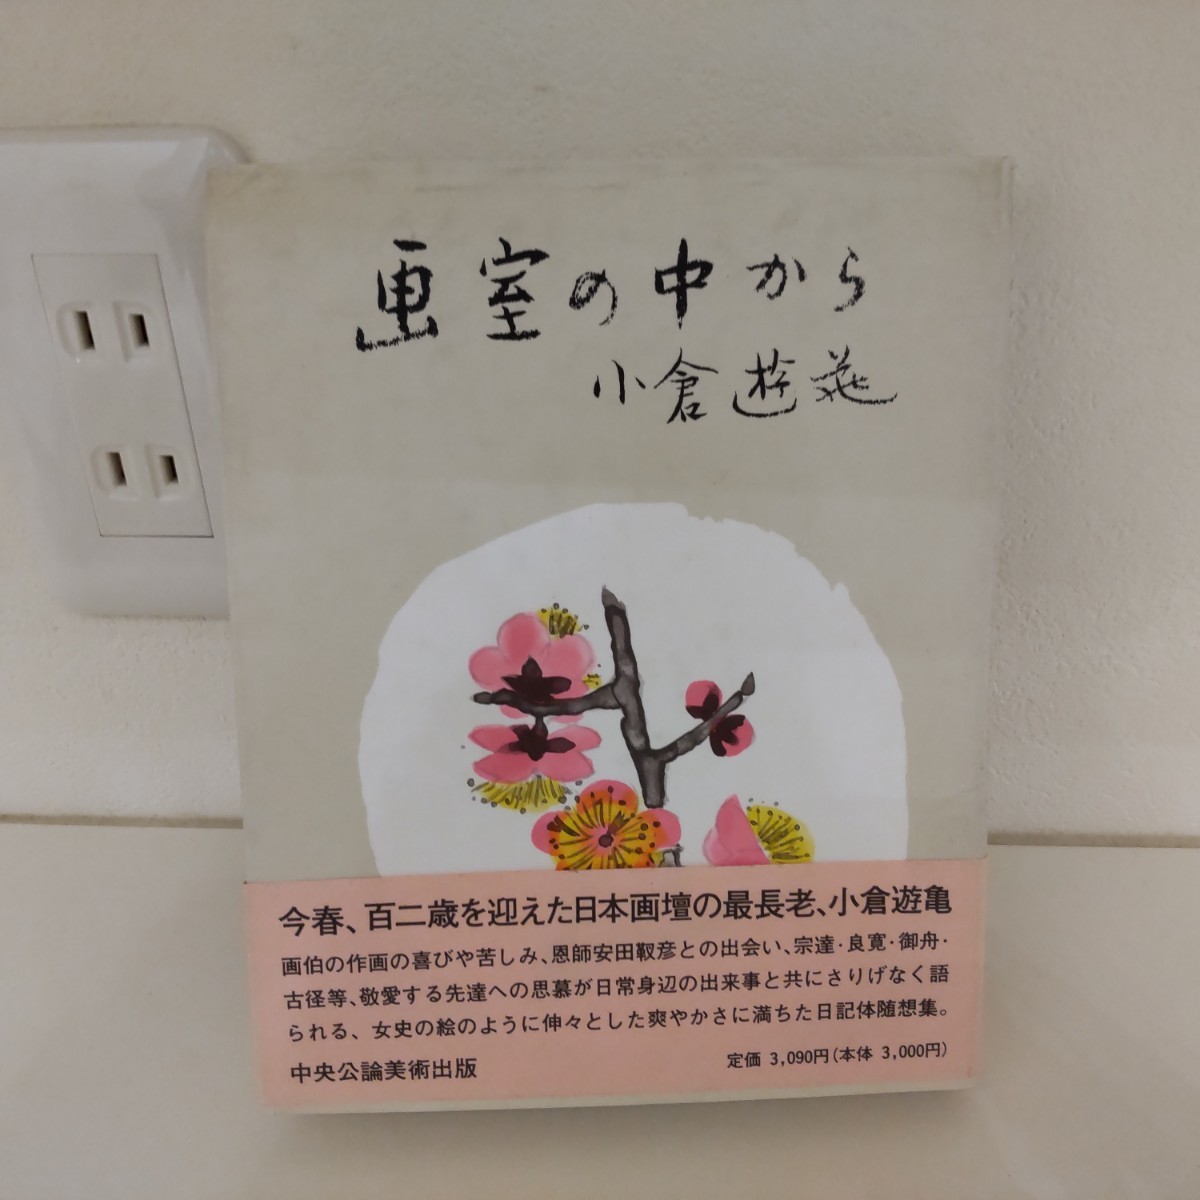 画室の中から
小倉遊亀
今春、百二歳を迎えた日本画壇の最長老、小倉遊亀
画伯の作画の喜びや苦しみ、恩師安田靫彦との出会い、宗達・良寛・御舟・
古径等、敬愛する先達への思慕が日常身辺の出来事と共にさりげなく語
られる、女史の絵のように伸々とした爽やかさに満ちた日記体随想集。
中央公論美術出版
定価 3,090円（本体 3,000円）